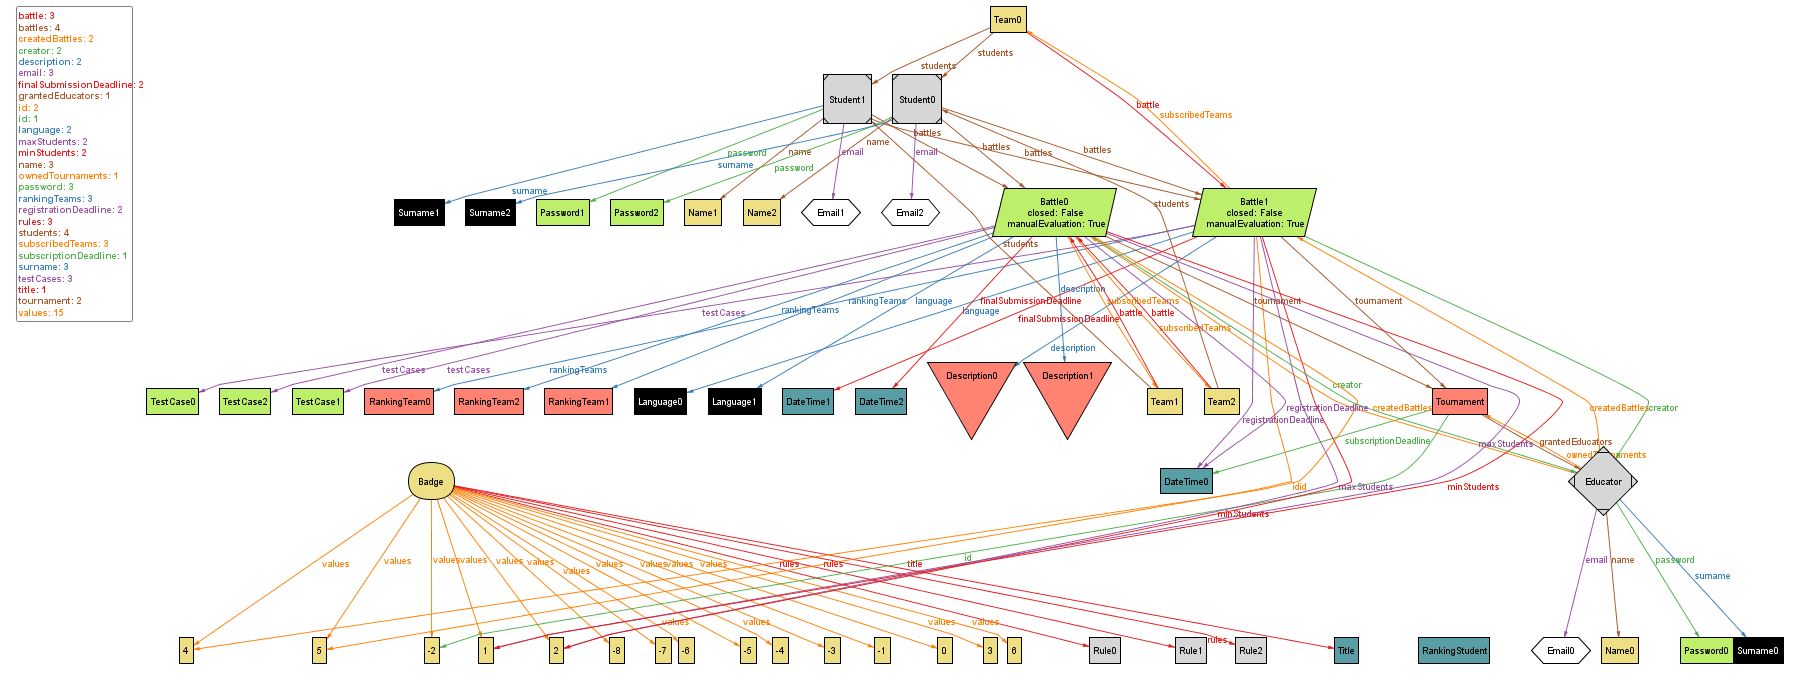 battle: 3
battles: 4
createdBattles: 2
creator: 2
description: 2
email: 3
finalSubmissionDeadline: 2
grantedEducators: 1
id: 2
id: 1
language: 2
maxStudents: 2
minStudents: 2
name: 3
ownedTournaments: 1
password: 3
rankingTeams: 3
registrationDeadline: 2
rules: 3
students: 4
subscribedTeams: 3
subscriptionDeadline: 1
surname: 3
testCases: 3
title: 1
tournament: 2
values: 15
Team0
students
students
Student1
Student0
battle
subscribedTeams
battles
name
battles
battles
battles
password
name
email
email
surname
password
surname
students
Surname1
Surname2
Password1
Password2
Name1
Name2
Email1
Email2
Battle0
closed: False
manualEvaluation: True
Battle1
closed: False
manualEvaluation: True
students
description
rankingTeams
language
finalSubmissionDeadline
subscribedTeams
tournament
tournament
testCases
rankingTeams
language
finalSubmissionDeadline
battle
battle
subscribedTeams
description
testCases
testCases
rankingTeams
creator
TestCase0
TestCase2
TestCase1
RankingTeam0
RankingTeam2
RankingTeam1
Language0
Language1
DateTime1
DateTime2
Description0
Description1
Team1
Team2
Tournament
registrationDeadline
createdBattles
createdBattles
creator
registrationDeadline
subscriptionDeadline
maxStudents
grantedEducators
ownedTournaments
Badge
DateTime0
Educator
id
id
maxStudents
minStudents
minStudents
id
values
values
values
values
values
values
values
values
values
values
values
rules
rules
title
email
name
password
surname
values
values
values
rules
4
5
-2
1
2
-8
-7
-6
-5
-4
-3
-1
0
3
6
Rule0
Rule1
Rule2
Title
RankingStudent
Email0
Name0
Password0
Surname0